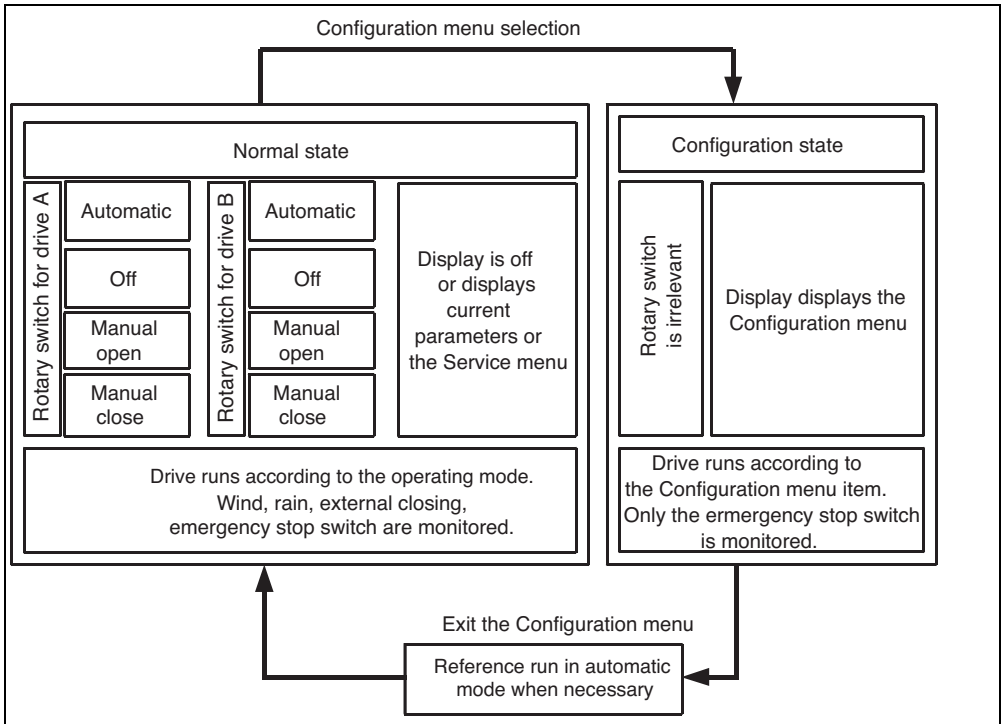 Configuration menu selection
Normal state
Rotary switch for drive A
Automatic
Off
Manual
open
Manual
close
Rotary switch for drive B
Automatic
Off
Manual
open
Manual
close
Display is off
or displays
current
parameters or
the Service menu
Drive runs according to the operating mode.
Wind, rain, external closing,
emergency stop switch are monitored.
Configuration state
Rotary switch
is irrelevant
Display displays the
Configuration menu
Drive runs according to
the Configuration menu item.
Only the ermergency stop switch
is monitored.
Exit the Configuration menu
Reference run in automatic
mode when necessary